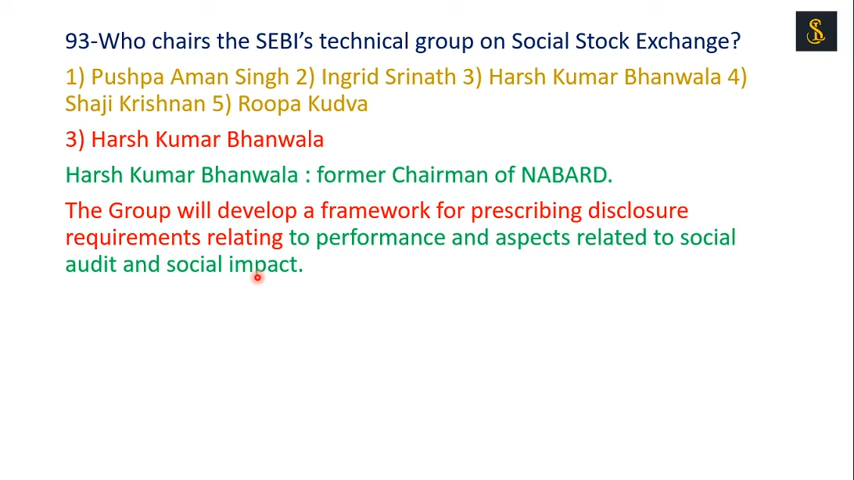 93-Who chairs the SEBI’s technical group on Social Stock Exchange?
1) Pushpa Aman Singh 2) Ingrid Srinath 3) Harsh Kumar Bhanwala 4)
Shaji Krishnan 5) Roopa Kudva
3) Harsh Kumar Bhanwala
Harsh Kumar Bhanwala : former Chairman of NABARD.
The Group will develop a framework for prescribing disclosure
requirements relating to performance and aspects related to social
audit and social impact.